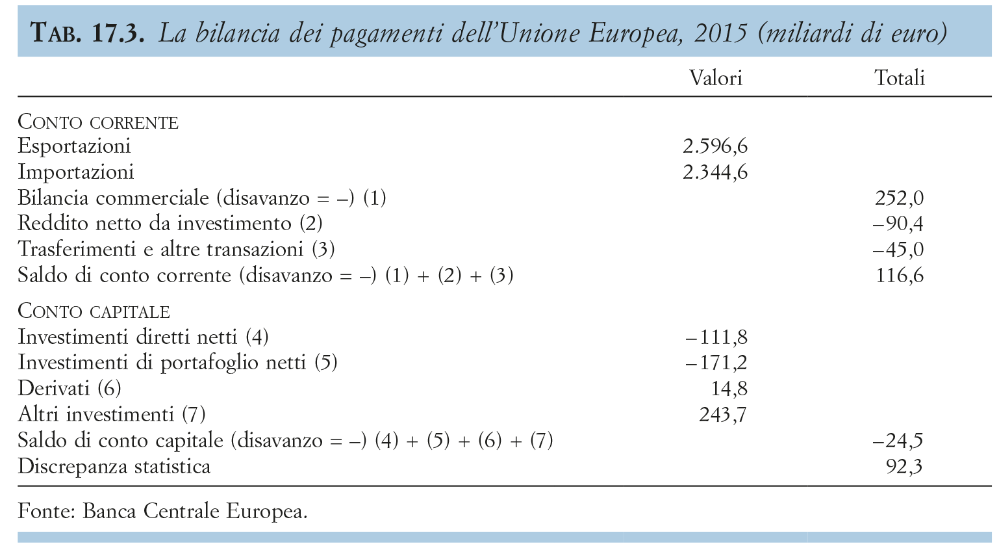 TAB. 17.3. La bilancia dei pagamenti dell'Unione Europea, 2015 (miliardi di euro)
Valori Totali
CONTO CORRENTE
Esportazioni 2.596,6
Importazioni 2.344,6
Bilancia commerciale (disavanzo = –) (1) 252,0
Reddito netto da investimento (2) –90,4
Trasferimenti e altre transazioni (3) –45,0
Saldo di conto corrente (disavanzo = –) (1) + (2) + (3) 116,6
CONTO CAPITALE
Investimenti diretti netti (4) –111,8
Investimenti di portafoglio netti (5) –171,2
Derivati (6) 14,8
Altri investimenti (7) 243,7
Saldo di conto capitale (disavanzo = –) (4) + (5) + (6) + (7) –24,5
Discrepanza statistica 92,3
Fonte: Banca Centrale Europea.